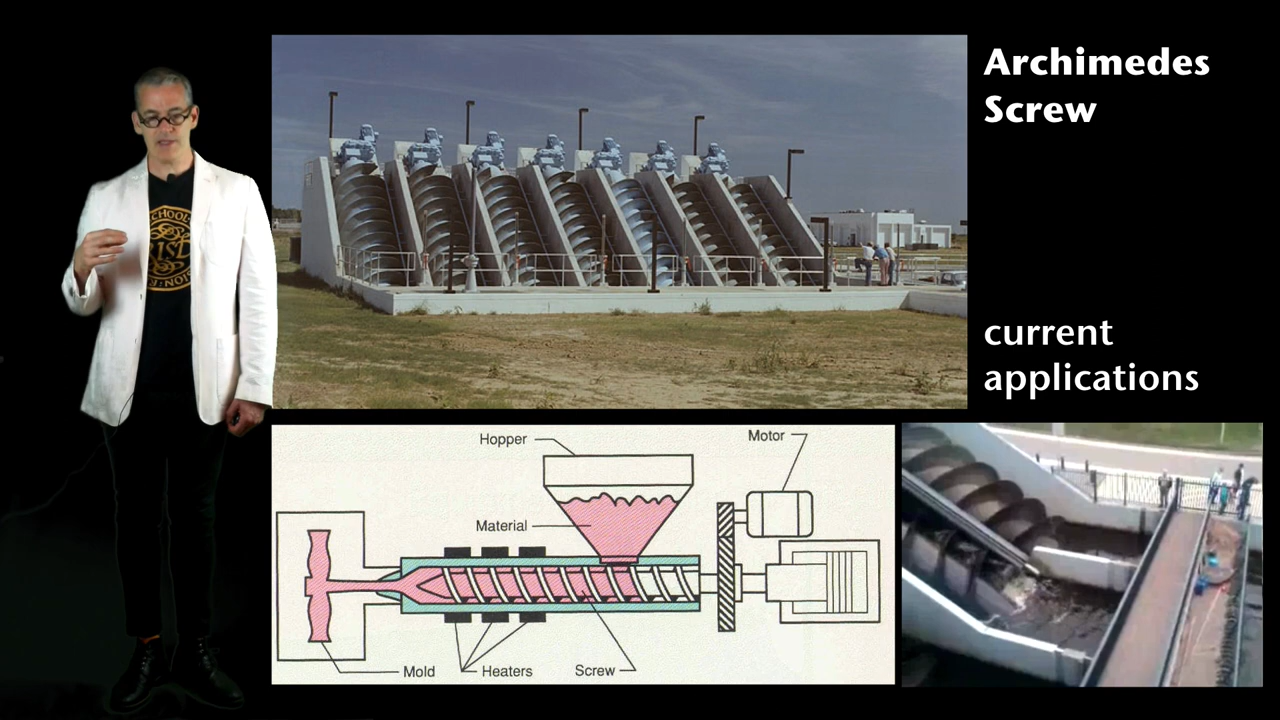 Archimedes
Screw
current
applications
Hopper
Motor
Material
Mold
Heaters
Screw